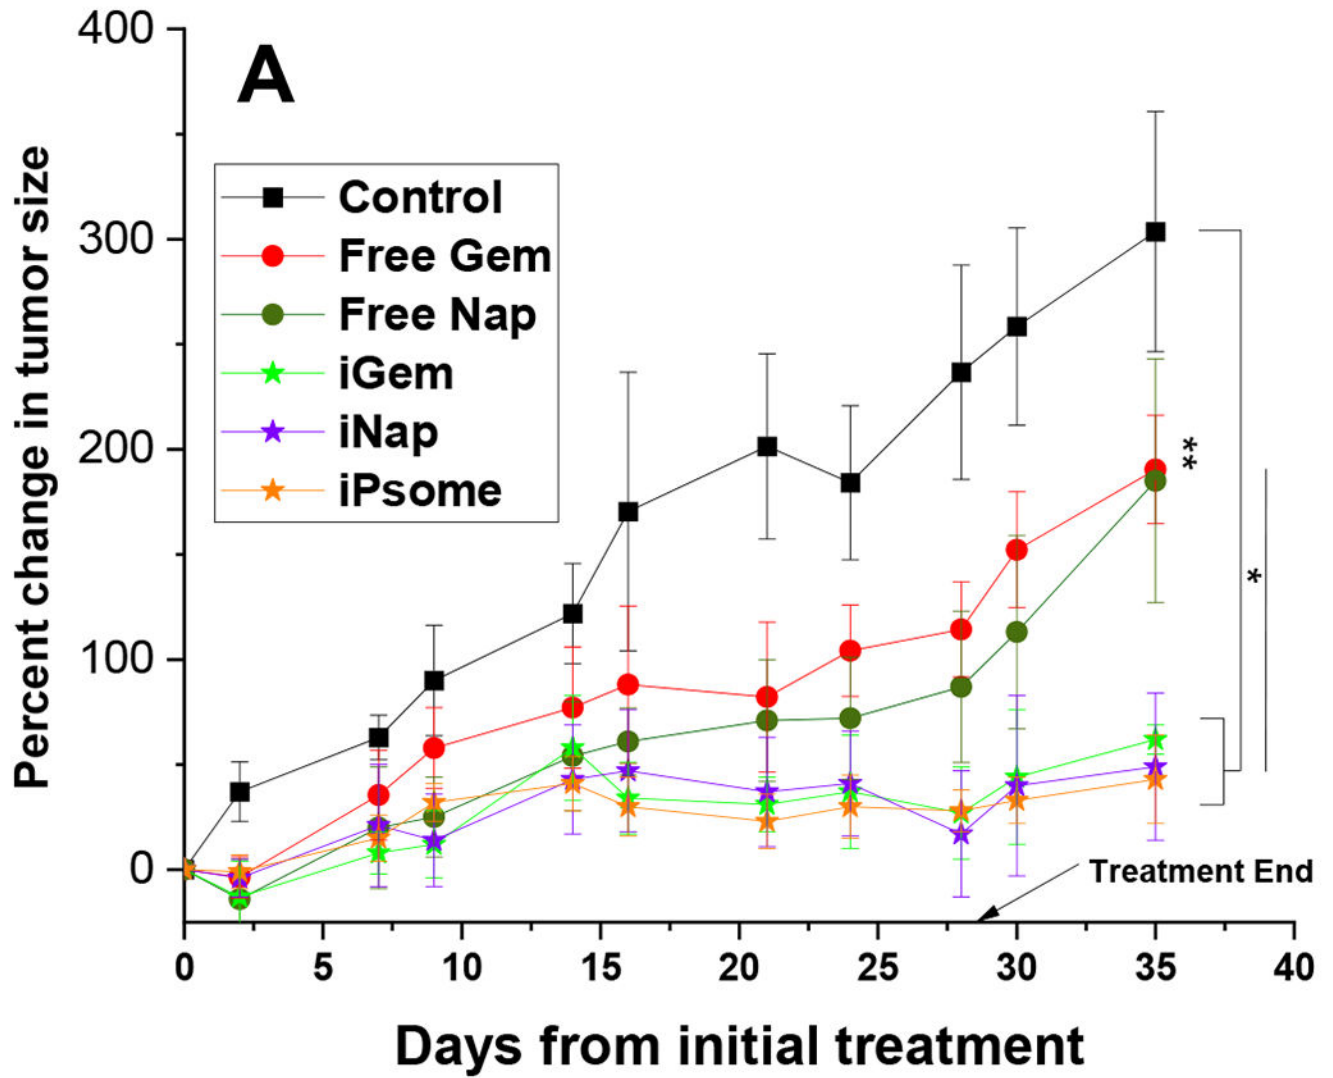 A
400
300
200
100
0
Percent change in tumor size
Control
Free Gem
Free Nap
iGem
iNap
iPsome
**
*
Treatment End
0 5 10 15 20 25 30 35 40
Days from initial treatment